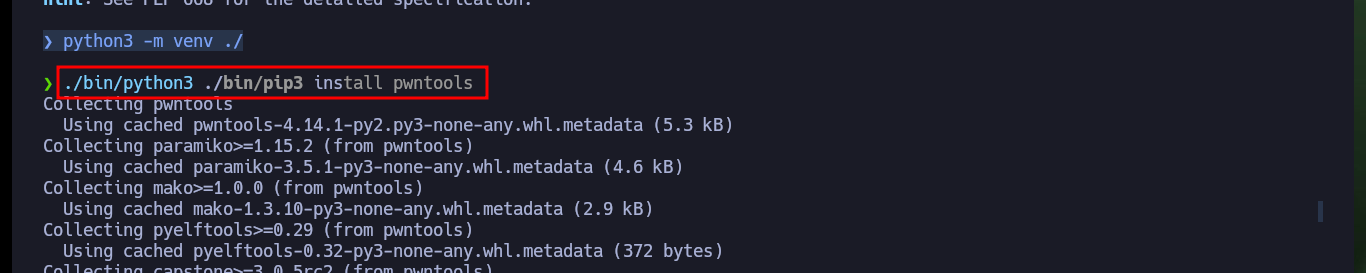 hint: See PEP 668 for the detailed specification.
❯ python3 -m venv ./
❯ ./bin/python3 ./bin/pip3 install pwntools
Collecting pwntools
  Using cached pwntools-4.14.1-py2.py3-none-any.whl.metadata (5.3 kB)
Collecting paramiko>=1.15.2 (from pwntools)
  Using cached paramiko-3.5.1-py3-none-any.whl.metadata (4.6 kB)
Collecting mako>=1.0.0 (from pwntools)
  Using cached mako-1.3.10-py3-none-any.whl.metadata (2.9 kB)
Collecting pyelftools>=0.29 (from pwntools)
  Using cached pyelftools-0.32-py3-none-any.whl.metadata (372 bytes)
Collecting capstone>=3.0.5rc2 (from pwntools)